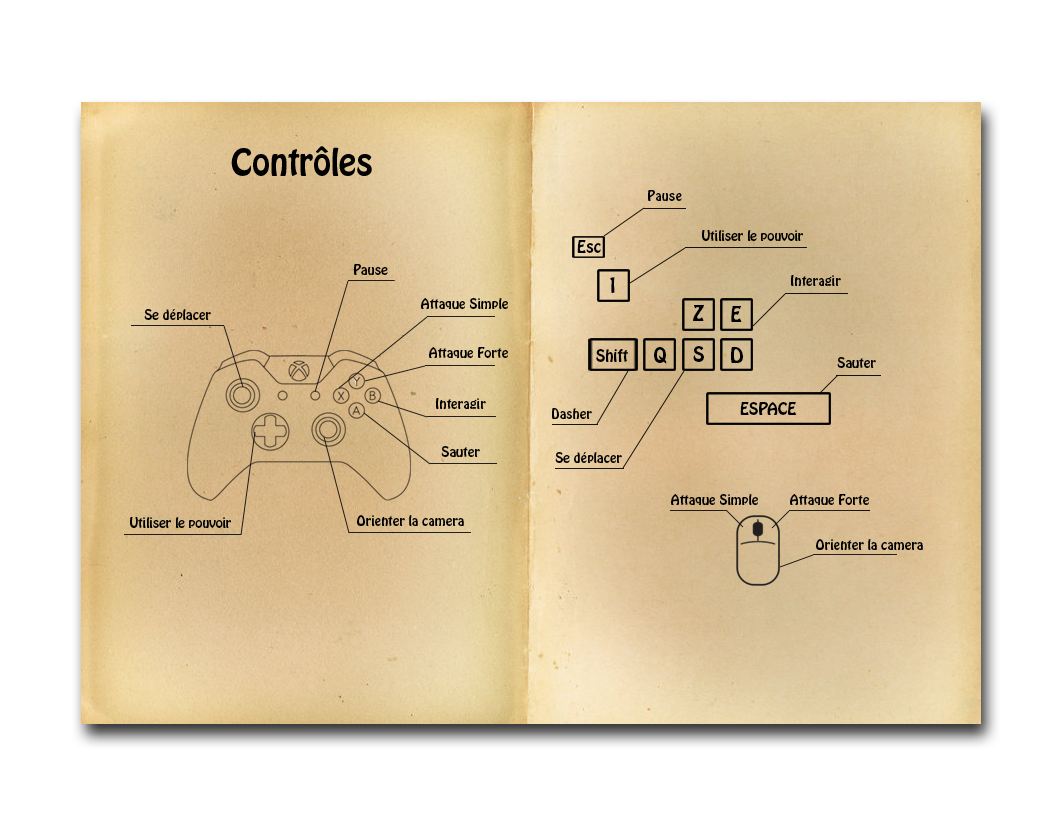 Contrôles
Pause
Attaque Simple
Se déplacer
Attaque Forte
Y
X
B
Interagir
A
Sauter
Utiliser le pouvoir
Orienter la camera
Pause
Utiliser le pouvoir
Esc
1
Interagir
Z
E
Shift
Q
S
D
Sauter
ESPACE
Dasher
Se déplacer
Attaque Simple
Attaque Forte
Orienter la camera